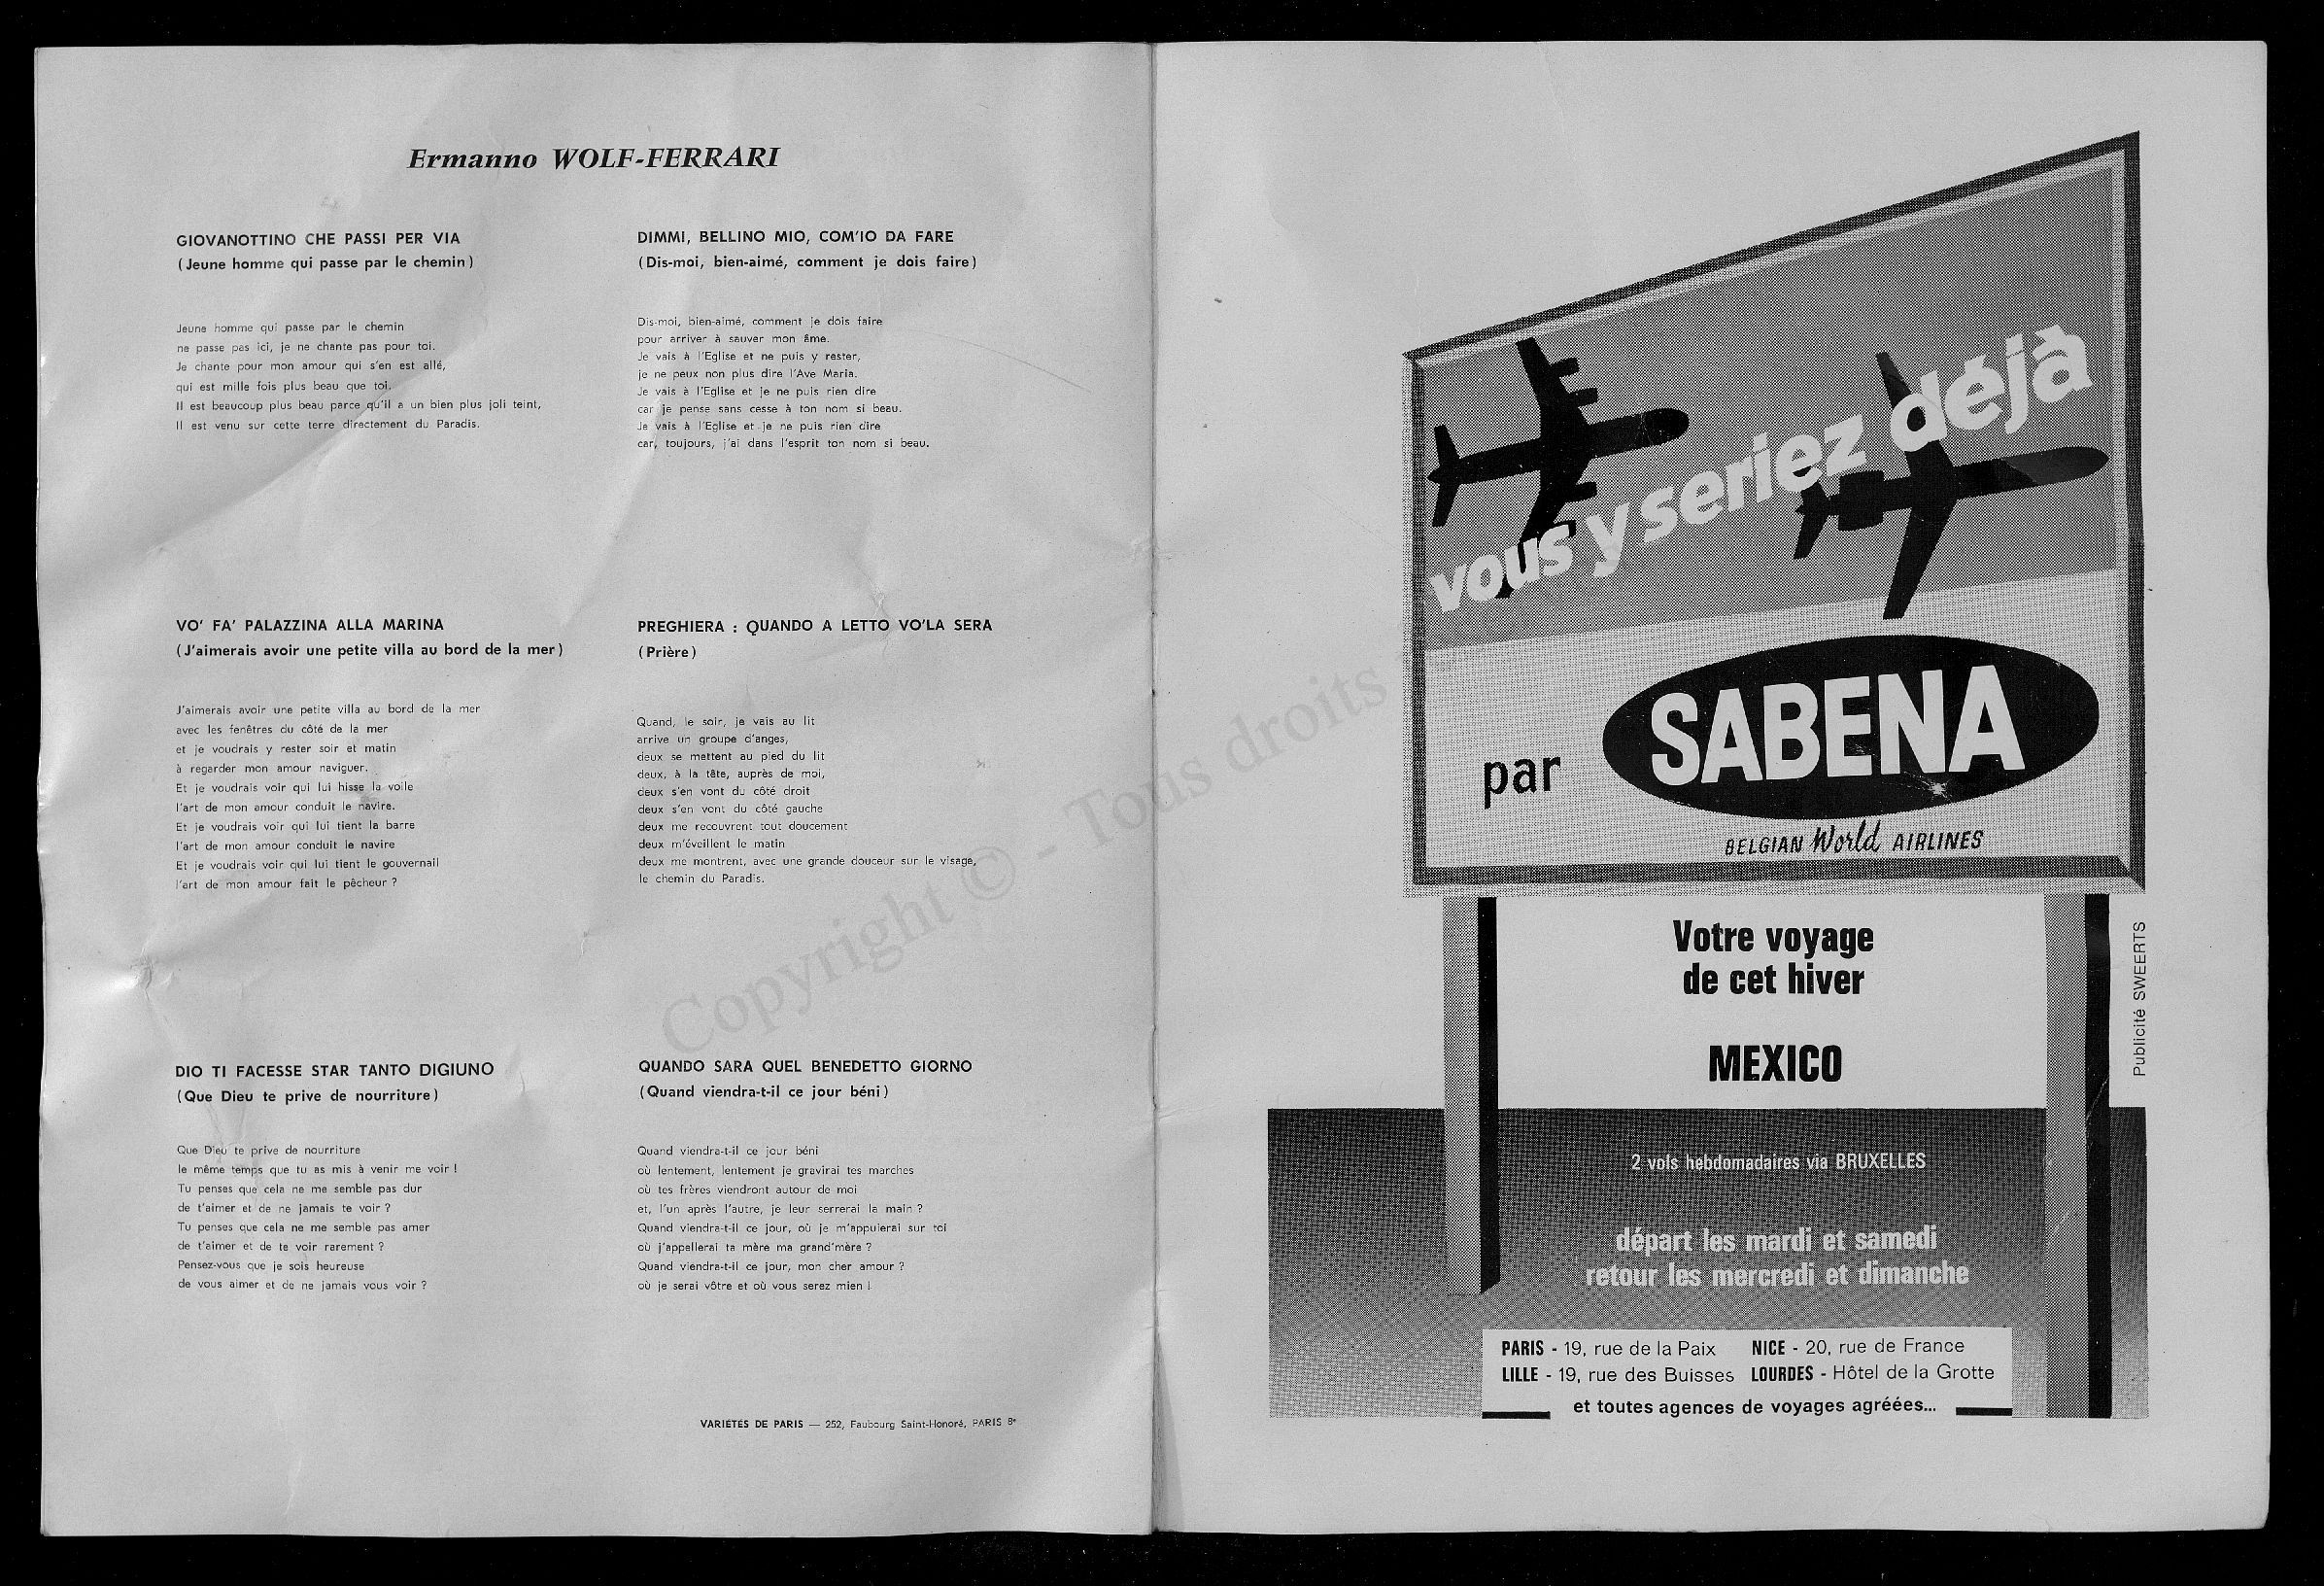 Ermanno WOLF-FERRARI
GIOVANOTTINO CHE PASSI PER VIA
(Jeune homme qui passe par le chemin)
Jeune homme qui passe par le chemin
ne passe pas ici, je ne chante pas pour toi.
Je chante pour mon amour qui s'en est allé,
qui est mille fois plus beau que toi.
Il est beaucoup plus beau parce qu'il a un bien plus joli teint,
Il est venu sur cette terre directement du Paradis.
VO' FA' PALAZZINA ALLA MARINA
(J'aimerais avoir une petite villa au bord de la mer)
J'aimerais avoir une petite villa au bord de la mer
avec les fenêtres du côté de la mer
et je voudrais y rester soir et matin
à regarder mon amour naviguer.
Et je voudrais voir qui lui hisse la voile
l'art de mon amour conduit le navire.
Et je voudrais voir qui lui tient la barre
l'art de mon amour conduit le navire
Et je voudrais voir qui lui tient le gouvernail
l'art de mon amour fait le pêcheur ?
DIO TI FACESSE STAR TANTO DIGIUNO
(Que Dieu te prive de nourriture)
Que Dieu te prive de nourriture
le même temps que tu as mis à venir me voir !
Tu penses que cela ne me semble pas dur
de t'aimer et de ne jamais te voir ?
Tu penses que cela ne me semble pas amer
de t'aimer et de te voir rarement ?
Pensez-vous que je sois heureuse
de vous aimer et de ne jamais vous voir ?
DIMMI, BELLINO MIO, COM'IO DA FARE
(Dis-moi, bien-aimé, comment je dois faire)
Dis-moi, bien-aimé, comment je dois faire
pour arriver à sauver mon âme.
Je vais à l'Eglise et ne puis y rester,
je ne peux non plus dire l'Ave Maria.
Je vais à l'Eglise et je ne puis rien dire
car je pense sans cesse à ton nom si beau.
Je vais à l'Eglise et je ne puis rien dire
car, toujours, j'ai dans l'esprit ton nom si beau.
PREGHIERA : QUANDO A LETTO VO'LA SERA
(Prière)
Quand, le soir, je vais au lit
arrive un groupe d'anges,
deux se mettent au pied du lit
deux, à la tête, auprès de moi,
deux s'en vont du côté droit
deux s'en vont du côté gauche
deux me recouvrent tout doucement
deux m'éveillent le matin
deux me montrent, avec une grande douceur sur le visage,
le chemin du Paradis.
QUANDO SARA QUEL BENEDETTO GIORNO
(Quand viendra-t-il ce jour béni)
Quand viendra-t-il ce jour béni
où lentement, lentement je gravirai tes marches
où tes frères viendront autour de moi
et, l'un après l'autre, je leur serrerai la main ?
Quand viendra-t-il ce jour, où je m'appuierai sur toi
où j'appellerai ta mère ma grand'mère ?
Quand viendra-t-il ce jour, mon cher amour ?
où je serai vôtre et où vous serez mien !
VARIETES DE PARIS — 252, Faubourg Saint-Honoré, PARIS 8e
Copyright © - Tous droits
vous y seriez déjà
par SABENA
BELGIAN World AIRLINES
Votre voyage
de cet hiver
MEXICO
Publicité SWEERTS
2 vols hebdomadaires via BRUXELLES
départ les mardi et samedi
retour les mercredi et dimanche
PARIS - 19, rue de la Paix NICE - 20, rue de France
LILLE - 19, rue des Buisses LOURDES - Hôtel de la Grotte
et toutes agences de voyages agréées...